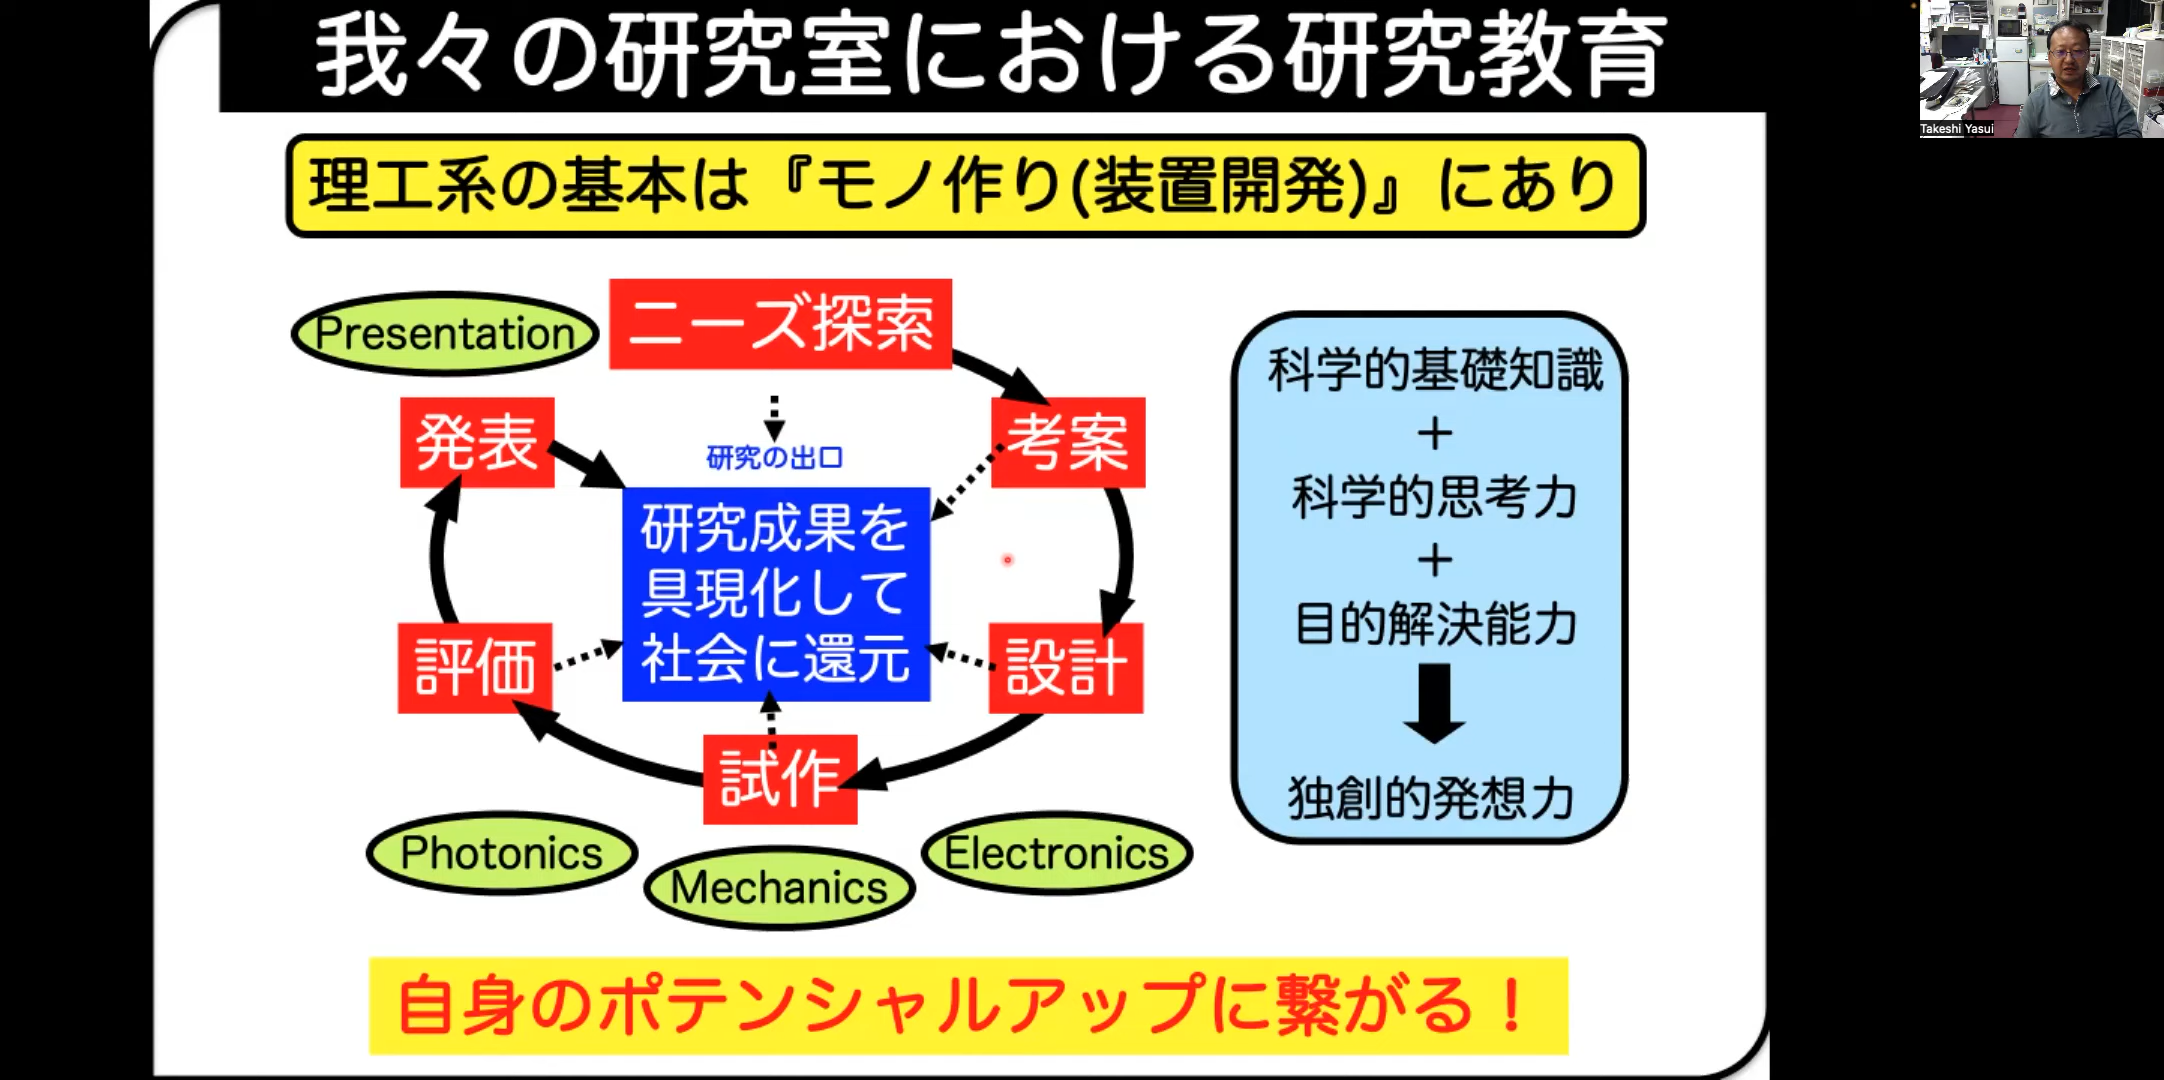 我々の研究室における研究教育
Takeshi Yasui
理工系の基本は『モノ作り(装置開発)』にあり
Presentation
ニーズ探索
発表
研究の出口
考案
研究成果を
具現化して
社会に還元
評価
設計
試作
Photonics
Mechanics
Electronics
科学的基礎知識
+
科学的思考力
+
目的解決能力
独創的発想力
自身のポテンシャルアップに繋がる！